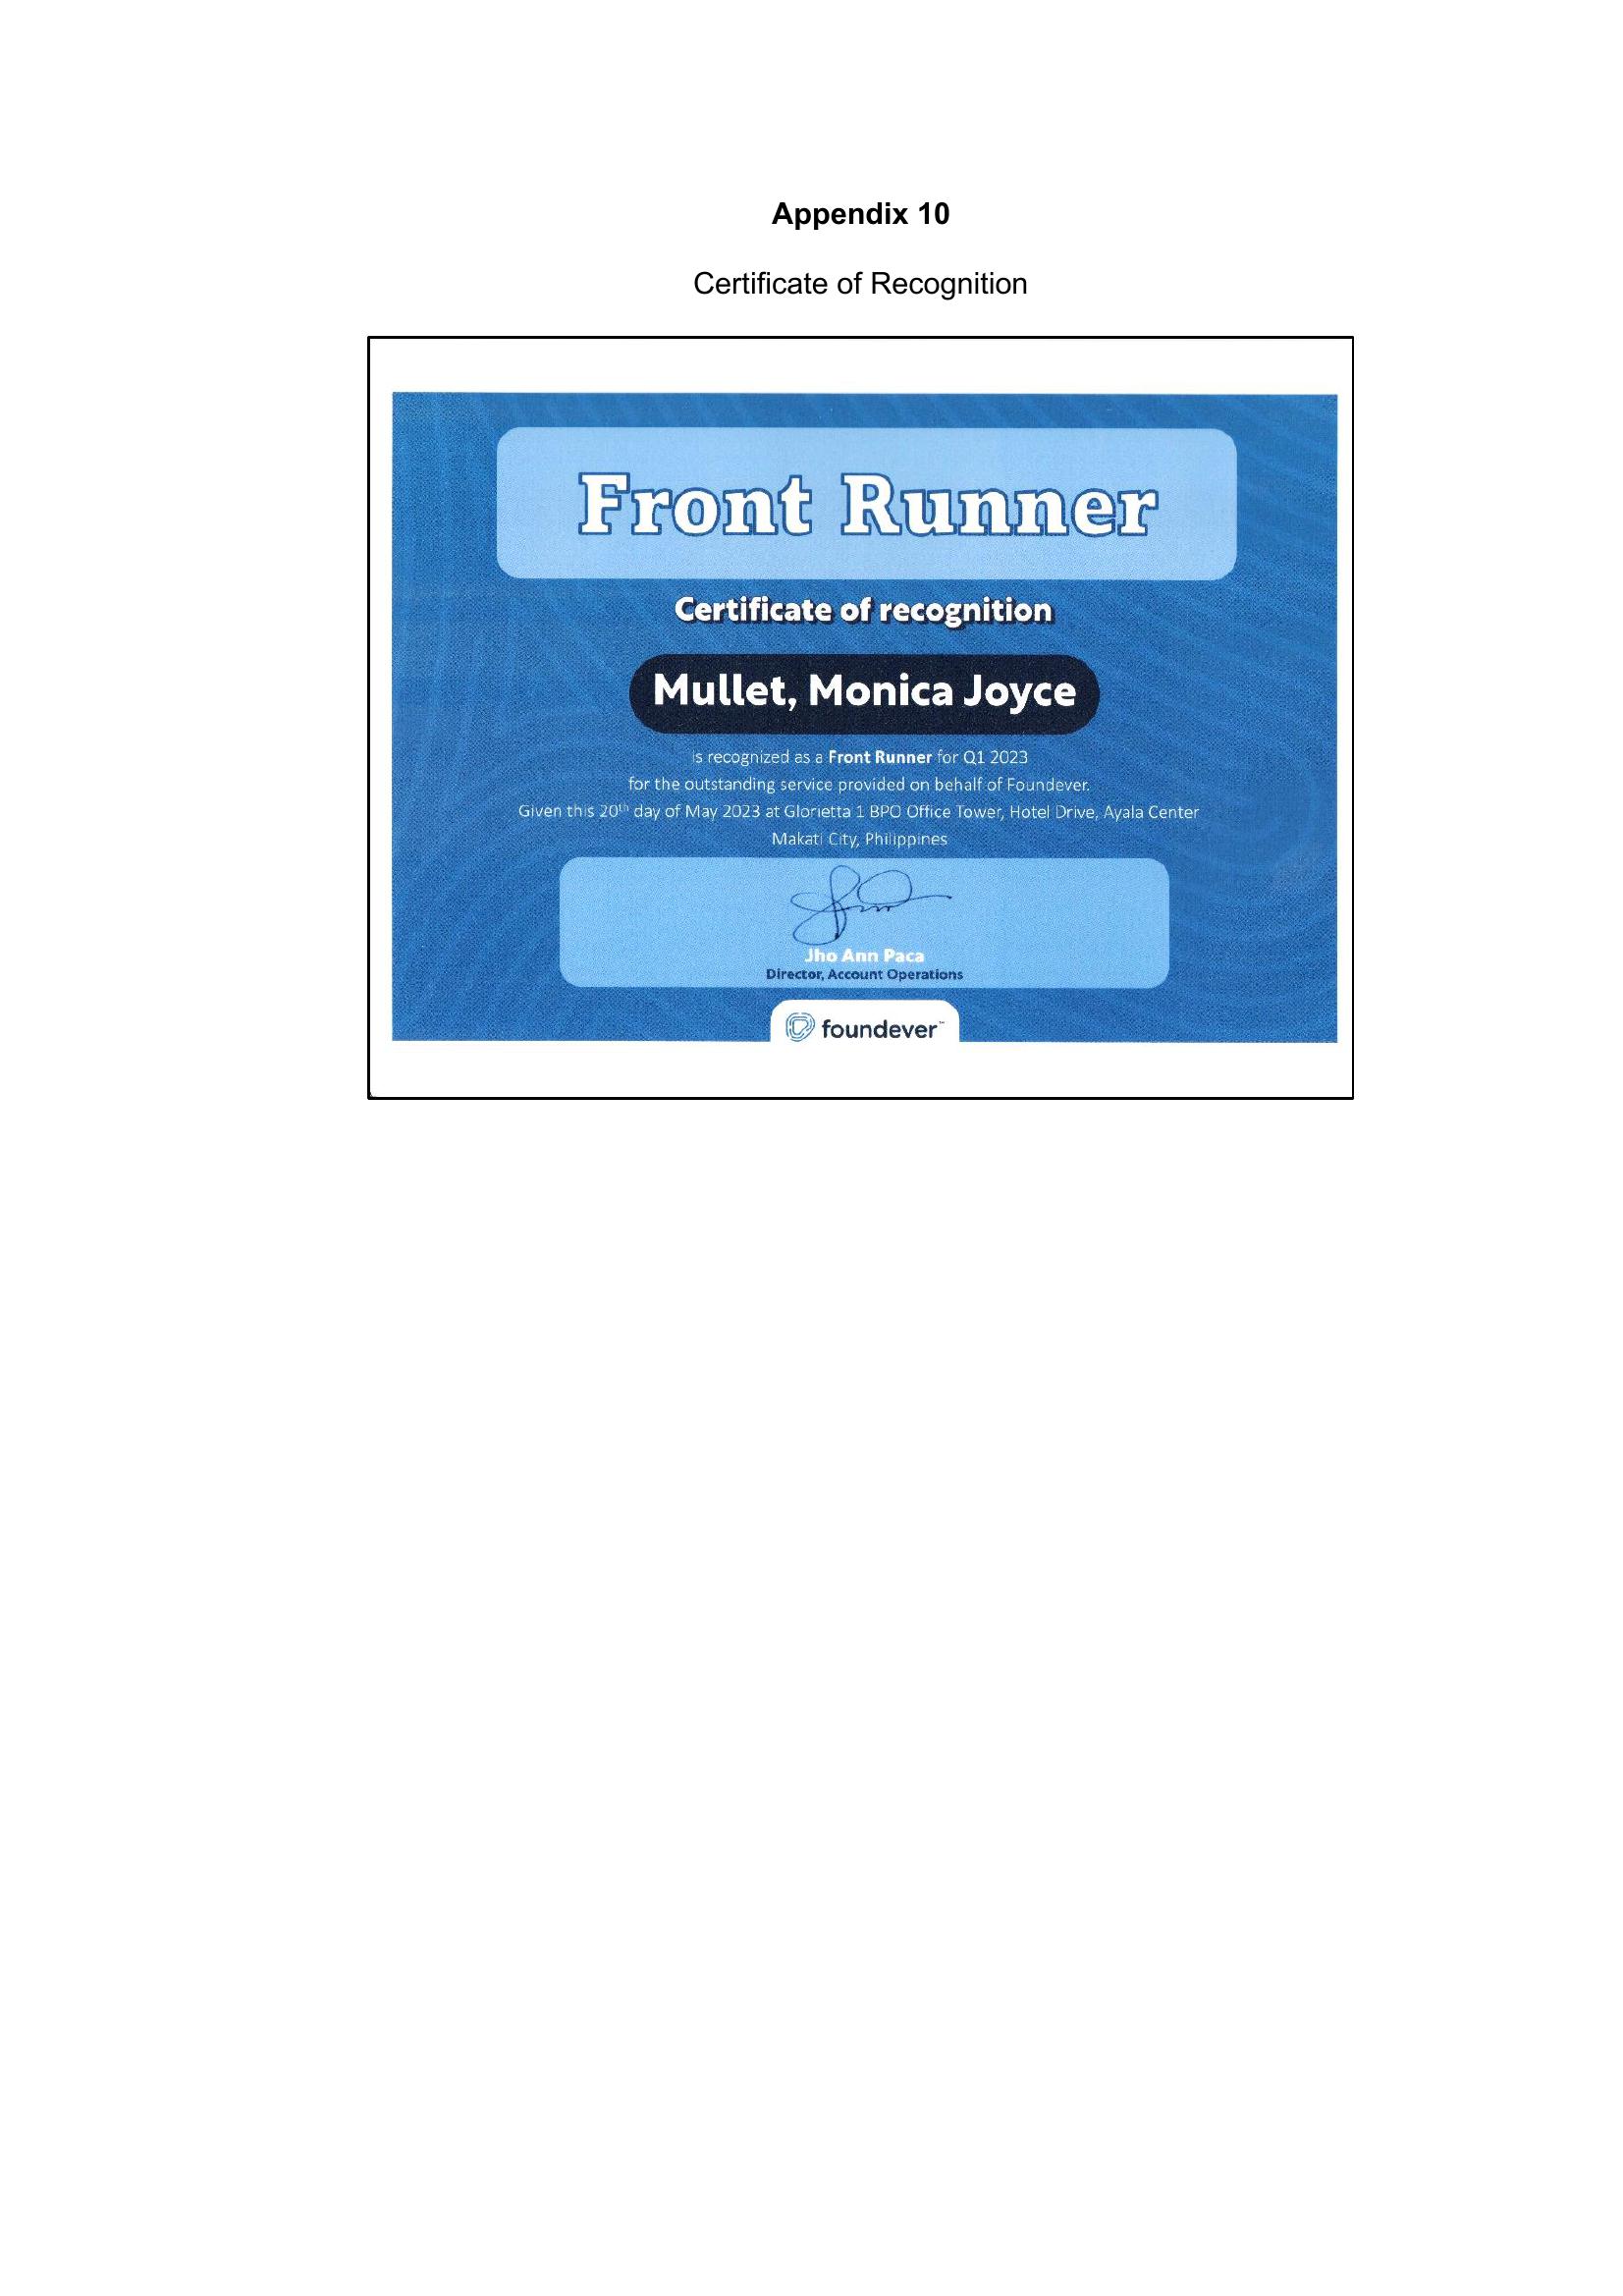 Appendix 10
Certificate of Recognition
Front Runner
Certificate of recognition
Mullet, Monica Joyce
is recognized as a Front Runner for Q1 2023
for the outstanding service provided on behalf of Foundever.
Given this 20th day of May 2023 at Glorietta 1 BPO Office Tower, Hotel Drive, Ayala Center
Makati City, Philippines
Jho Ann Paca
Director, Account Operations
foundever™